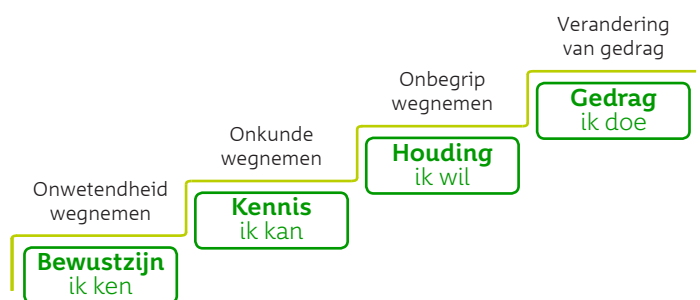 Onwetendheid
wegnemen
Bewustzijn
ik ken
Onkunde
wegnemen
Kennis
ik kan
Onbegrip
wegnemen
Houding
ik wil
Verandering
van gedrag
Gedrag
ik doe